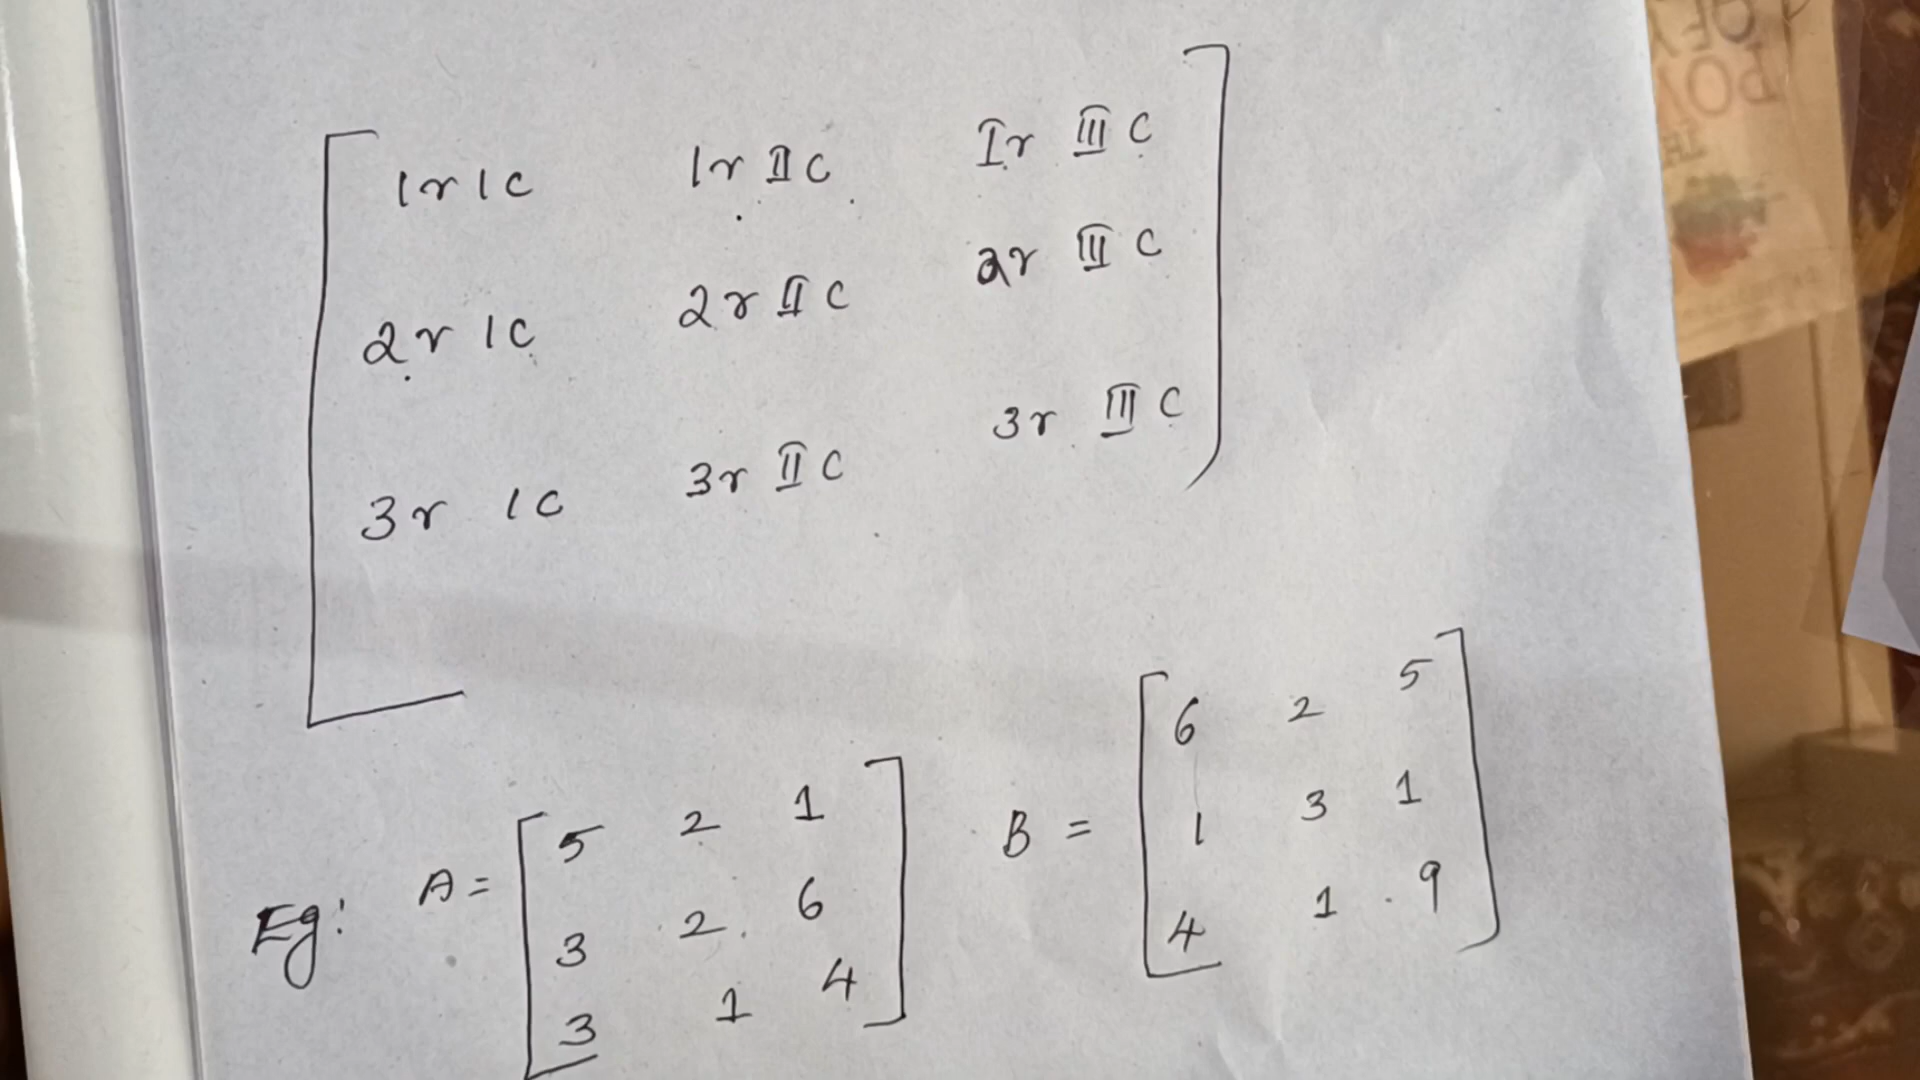 1r 1c 1r II c Ir III c
2r 1c 2r II c 2r III c
3r 1c 3r II c 3r III c
Eg: A = 5 2 1 B = 6 2 5
3 2 6 1 3 1
3 1 4 4 1 9